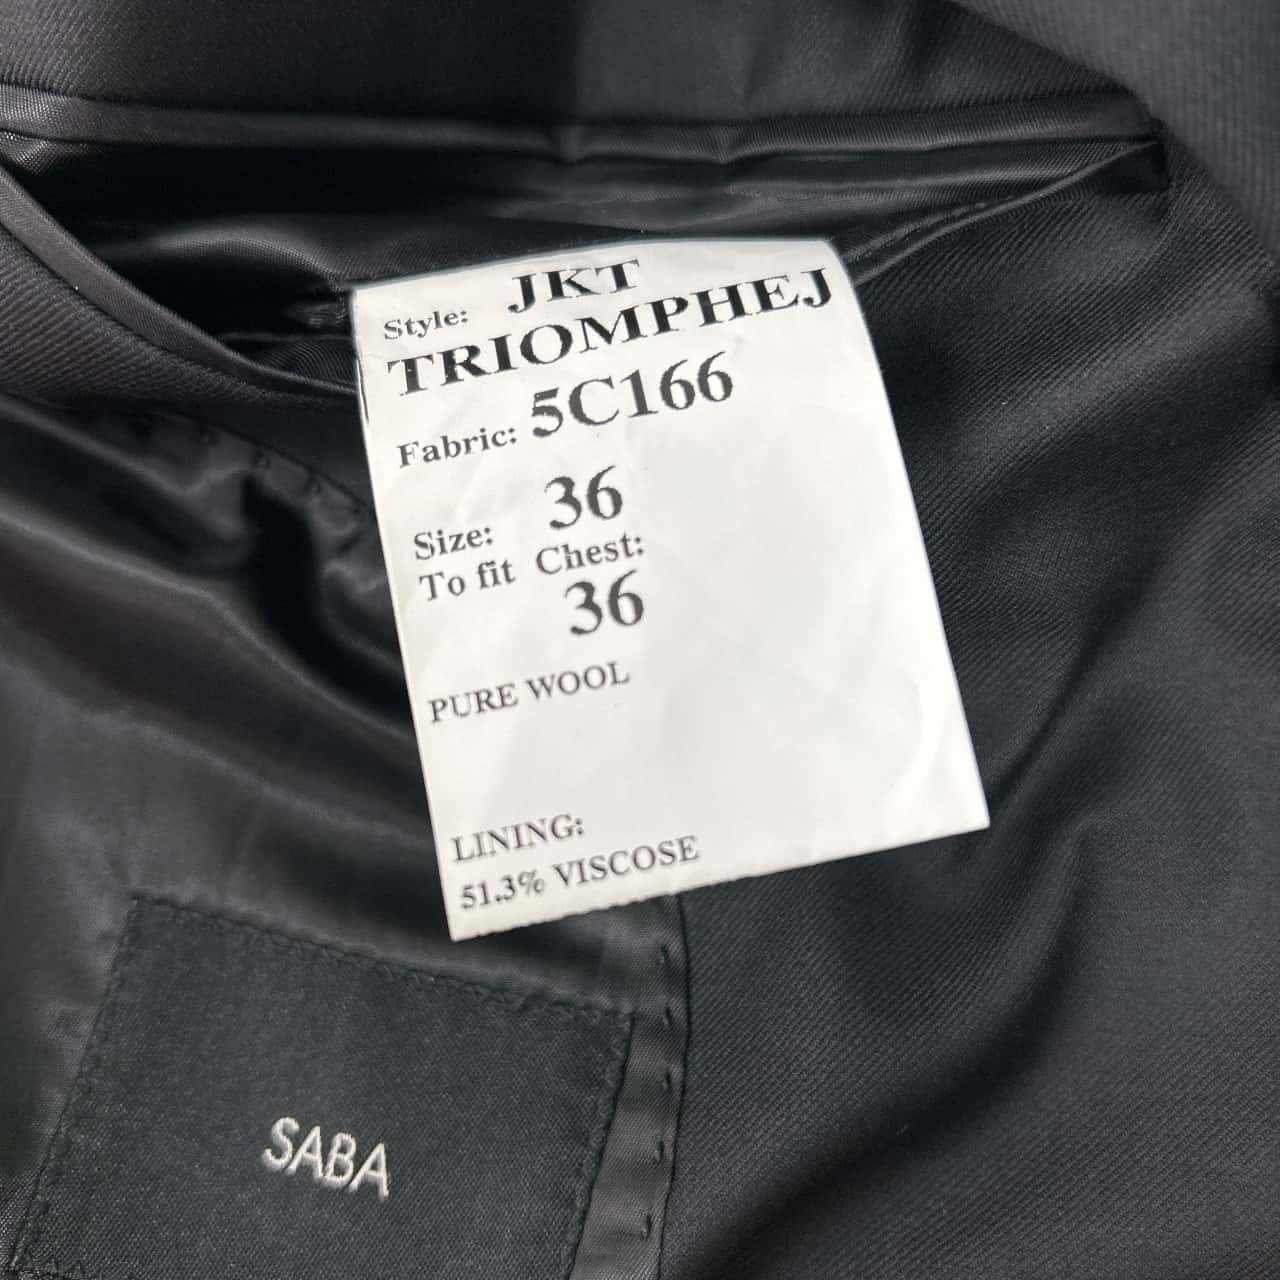 Style: JKT
TRIOMPHEJ
Fabric: 5C166
Size: 36
To fit Chest:
36
PURE WOOL
LINING:
51.3% VISCOSE
SABA